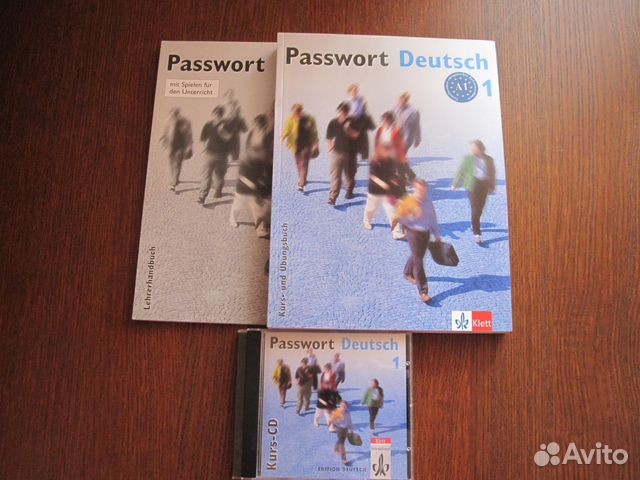 Passwort
mit Spielen für
den Unterricht
Lehrerhandbuch
Passwort Deutsch
A1
1
Kurs- und Übungsbuch
Klett
Passwort Deutsch
1
Kurs-CD
Klett
EDITION DEUTSCH
Avito